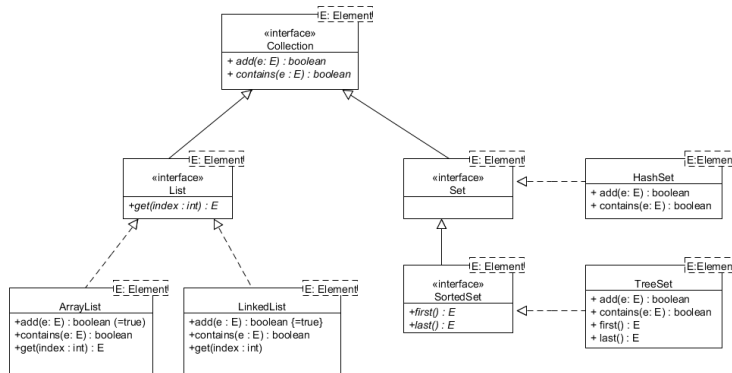 E: Element
«interface»
Collection
+ add(e: E) : boolean
+ contains(e : E) : boolean
E: Element
«interface»
List
+get(index : int) : E
E: Element
«interface»
Set
E:Element
HashSet
+ add(e: E) : boolean
+ contains(e: E) : boolean
E: Element
ArrayList
+add(e: E) : boolean (=true)
+contains(e: E) : boolean
+get(index : int) : E
E: Element
LinkedList
+add(e : E) : boolean {=true}
+contains(e : E) : boolean
+get(index : int)
E: Element
«interface»
SortedSet
+first() : E
+last() : E
E:Element
TreeSet
+ add(e: E) : boolean
+ contains(e: E) : boolean
+ first() : E
+ last() : E